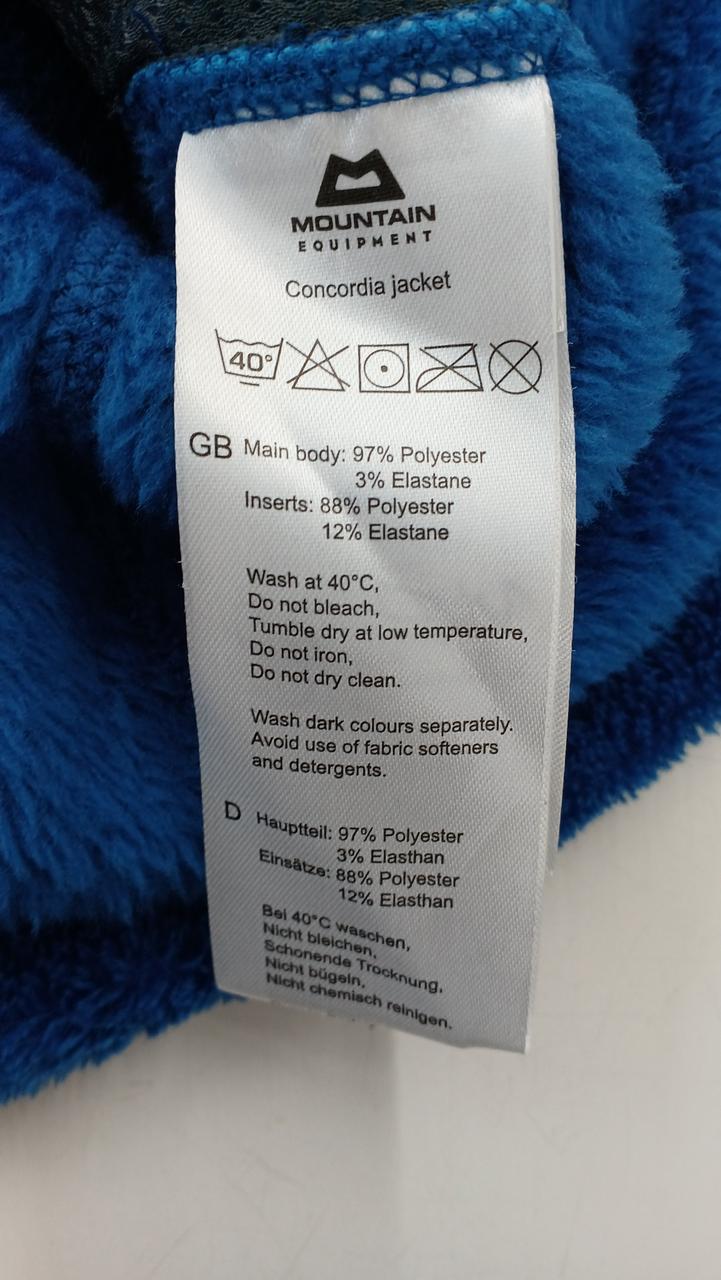 MOUNTAIN
EQUIPMENT
Concordia jacket
40°
GB Main body: 97% Polyester
3% Elastane
Inserts: 88% Polyester
12% Elastane
Wash at 40°C,
Do not bleach,
Tumble dry at low temperature,
Do not iron,
Do not dry clean.
Wash dark colours separately.
Avoid use of fabric softeners
and detergents.
D Hauptteil: 97% Polyester
3% Elasthan
Einsätze: 88% Polyester
12% Elasthan
Bei 40°C waschen,
Nicht bleichen,
Schonende Trocknung,
Nicht bügeln,
Nicht chemisch reinigen.